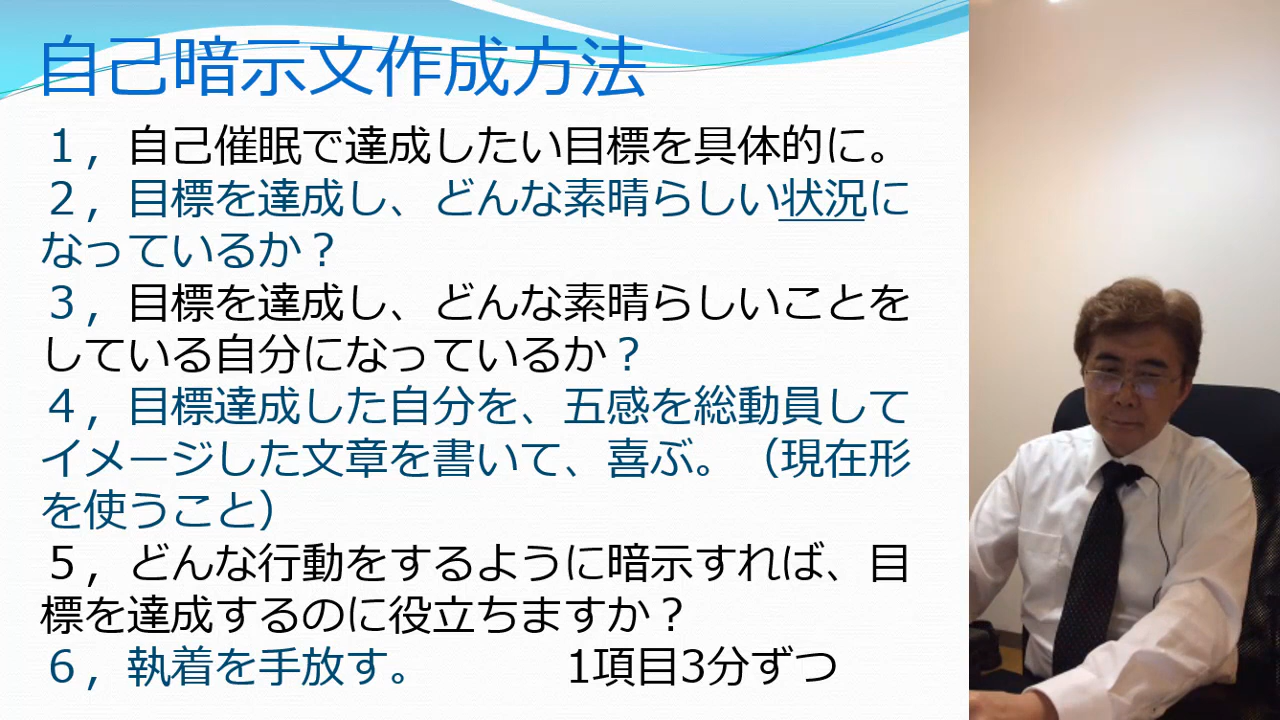 自己暗示文作成方法
１，自己催眠で達成したい目標を具体的に。
２，目標を達成し、どんな素晴らしい状況に
なっているか？
３，目標を達成し、どんな素晴らしいことを
している自分になっているか？
４，目標達成した自分を、五感を総動員して
イメージした文章を書いて、喜ぶ。（現在形
を使うこと）
５，どんな行動をするように暗示すれば、目
標を達成するのに役立ちますか？
６，執着を手放す。　　　1項目3分ずつ